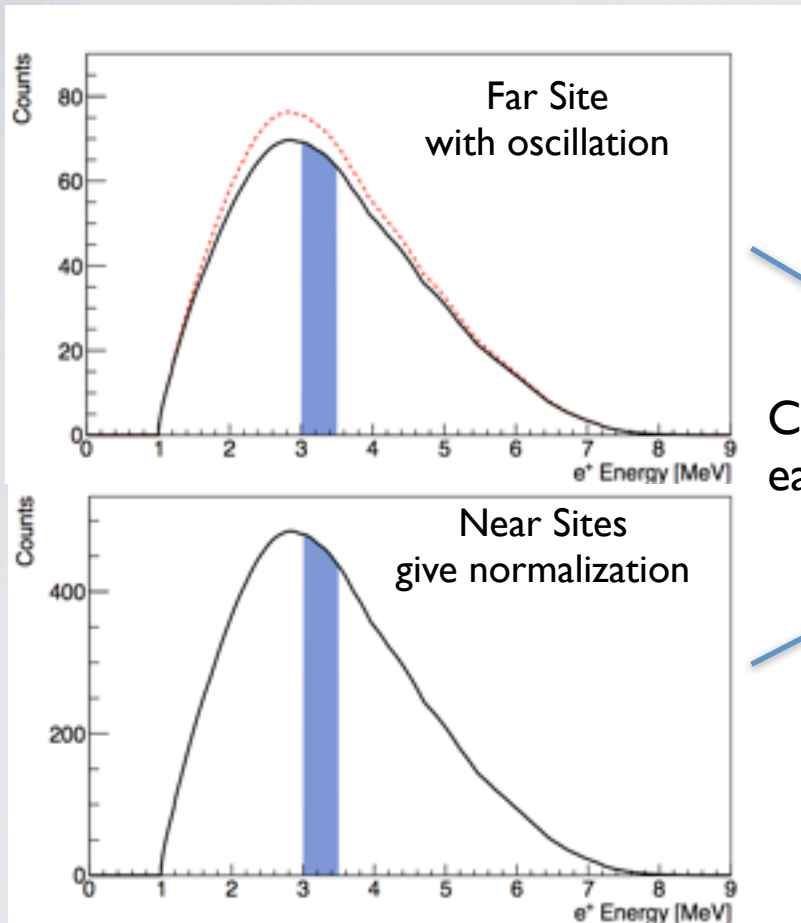 Counts
80
60
40
20
0
Far Site
with oscillation
0 1 2 3 4 5 6 7 8 9
e⁺ Energy [MeV]
C
ea
Counts
400
200
0
Near Sites
give normalization
0 1 2 3 4 5 6 7 8 9
e⁺ Energy [MeV]